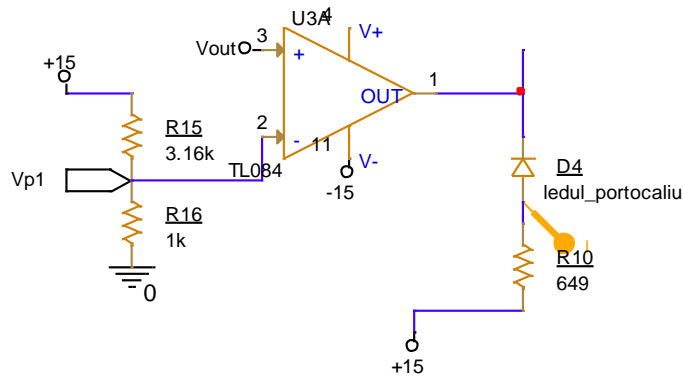 U3A
4
V+
3
Vout
+
+15
1
OUT
R15
2
-
3.16k
11
V-
D4
TL084
Vp1
-15
ledul_portocaliu
R16
1k
I
R10
649
0
+15